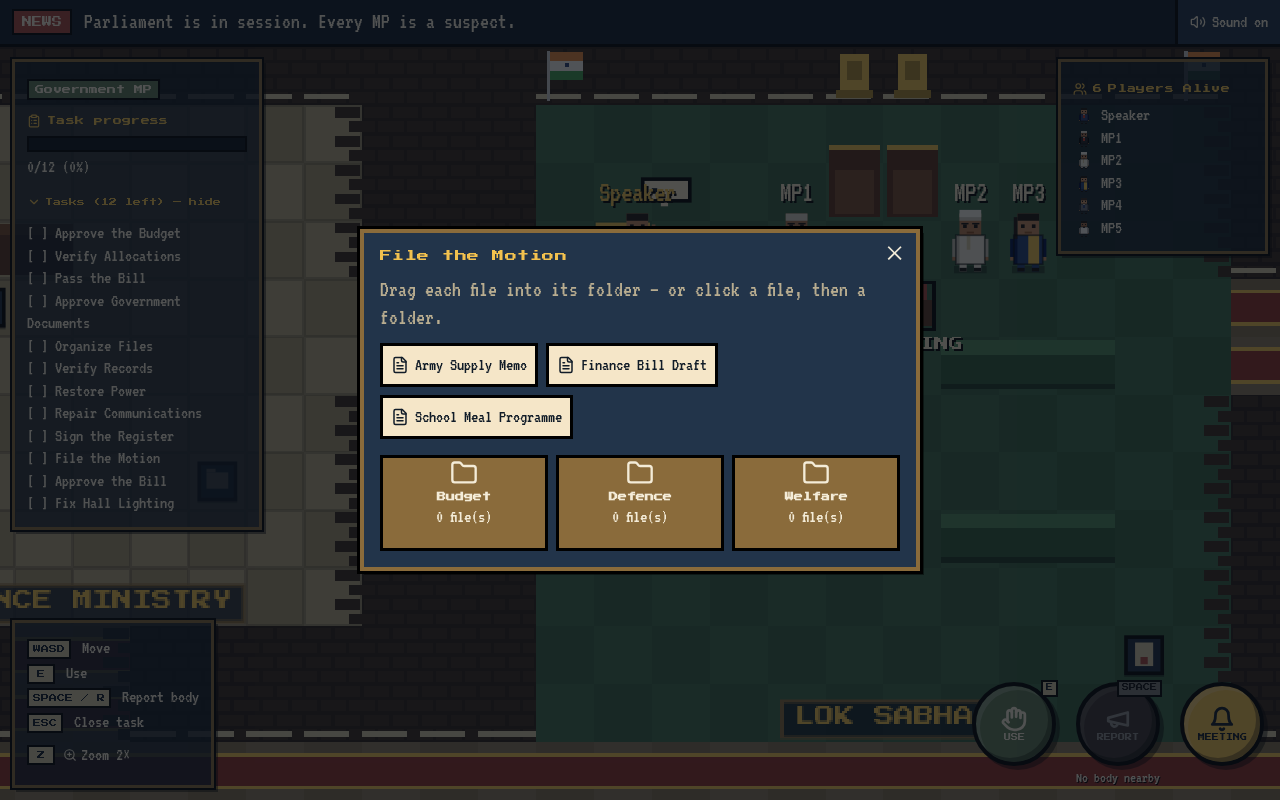 NEWS Parliament is in session. Every MP is a suspect.
Sound on
Government MP
Task progress
0/12 (0%)
Tasks (12 left) — hide
[ ] Approve the Budget
[ ] Verify Allocations
[ ] Pass the Bill
[ ] Approve Government
Documents
[ ] Organize Files
[ ] Verify Records
[ ] Restore Power
[ ] Repair Communications
[ ] Sign the Register
[ ] File the Motion
[ ] Approve the Bill
[ ] Fix Hall Lighting
NCE MINISTRY
WASD Move
E Use
SPACE / R Report body
ESC Close task
Z Zoom 2X
Speaker
MP1
MP2
MP3
6 Players Alive
Speaker
MP1
MP2
MP3
MP4
MP5
File the Motion
Drag each file into its folder — or click a file, then a
folder.
Army Supply Memo
Finance Bill Draft
School Meal Programme
Budget
0 file(s)
Defence
0 file(s)
Welfare
0 file(s)
ING
LOK SABHA
E
USE
SPACE
REPORT
No body nearby
MEETING